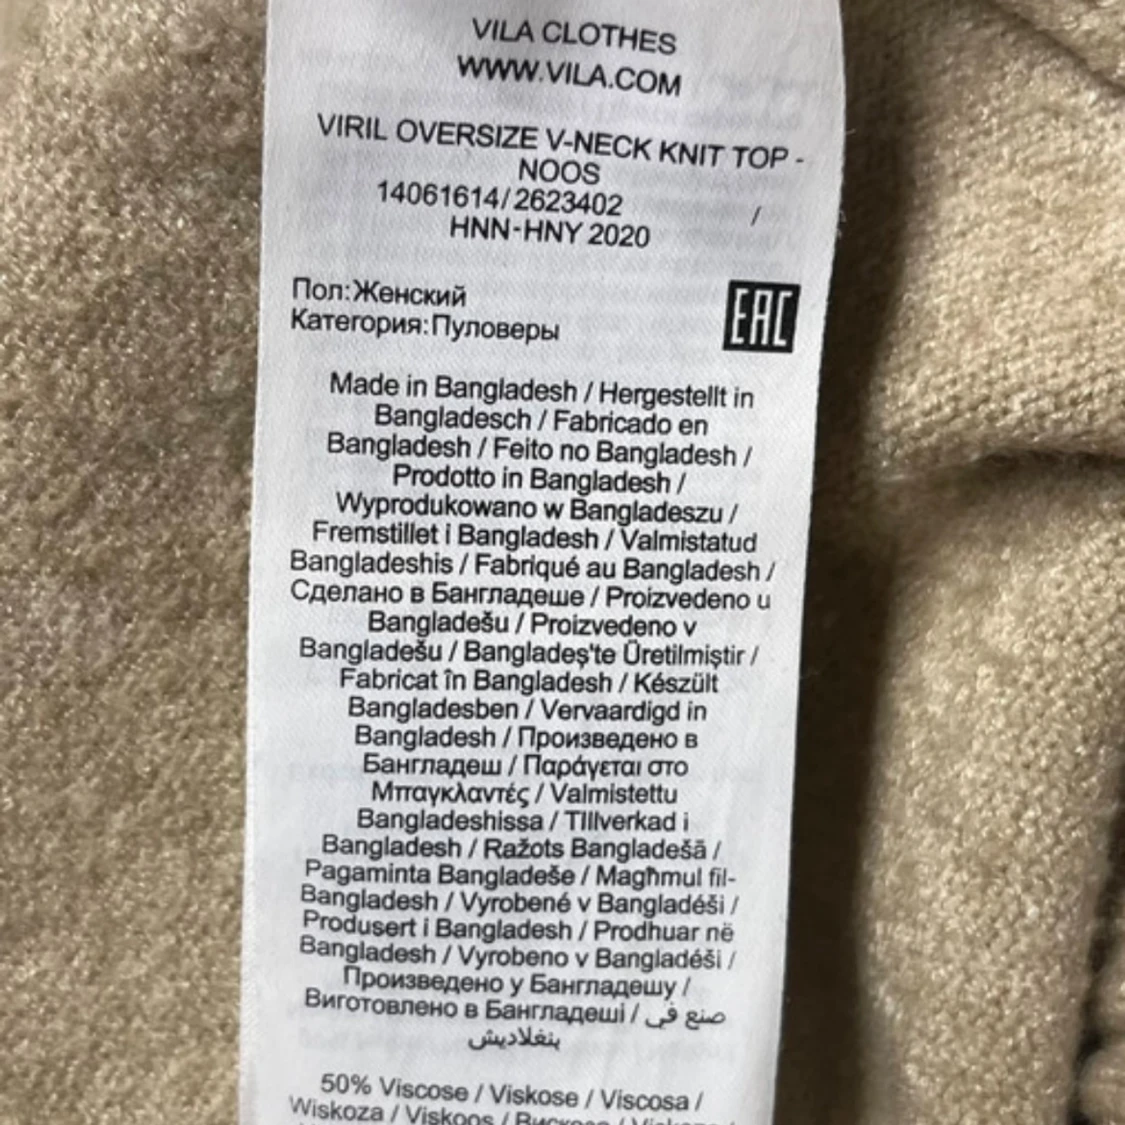 VILA CLOTHES
WWW.VILA.COM
VIRIL OVERSIZE V-NECK KNIT TOP -
NOOS
14061614/2623402 /
HNN-HNY 2020
Пол:Женский
Категория:Пуловеры
EAC
Made in Bangladesh / Hergestellt in
Bangladesch / Fabricado en
Bangladesh / Feito no Bangladesh /
Prodotto in Bangladesh /
Wyprodukowano w Bangladeszu /
Fremstillet i Bangladesh / Valmistatud
Bangladeshis / Fabriqué au Bangladesh /
Сделано в Бангладеше / Proizvedeno u
Bangladešu / Proizvedeno v
Bangladešu / Bangladeş'te Üretilmiştir /
Fabricat în Bangladesh / Készült
Bangladesben / Vervaardigd in
Bangladesh / Произведено в
Бангладеш / Παράγεται στο
Μπαγκλαντές / Valmistettu
Bangladeshissa / TIllverkad i
Bangladesh / Ražots Bangladešā /
Pagaminta Bangladeše / Magħmul fil-
Bangladesh / Vyrobené v Bangladéši /
Produsert i Bangladesh / Prodhuar në
Bangladesh / Vyrobeno v Bangladéši /
Произведено у Бангладешу /
Виготовлено в Бангладеші / صنع في
بنغلاديش
50% Viscose / Viskose / Viscosa /
Wiskoza / Viskoos /